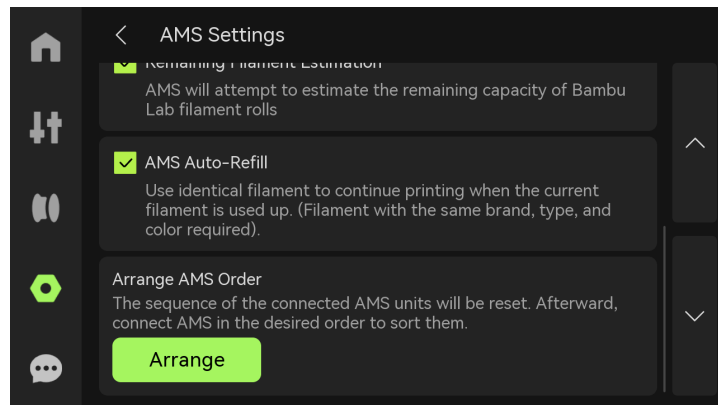 AMS Settings
Remaining Filament Estimation
AMS will attempt to estimate the remaining capacity of Bambu
Lab filament rolls
AMS Auto-Refill
Use identical filament to continue printing when the current
filament is used up. (Filament with the same brand, type, and
color required).
Arrange AMS Order
The sequence of the connected AMS units will be reset. Afterward,
connect AMS in the desired order to sort them.
Arrange